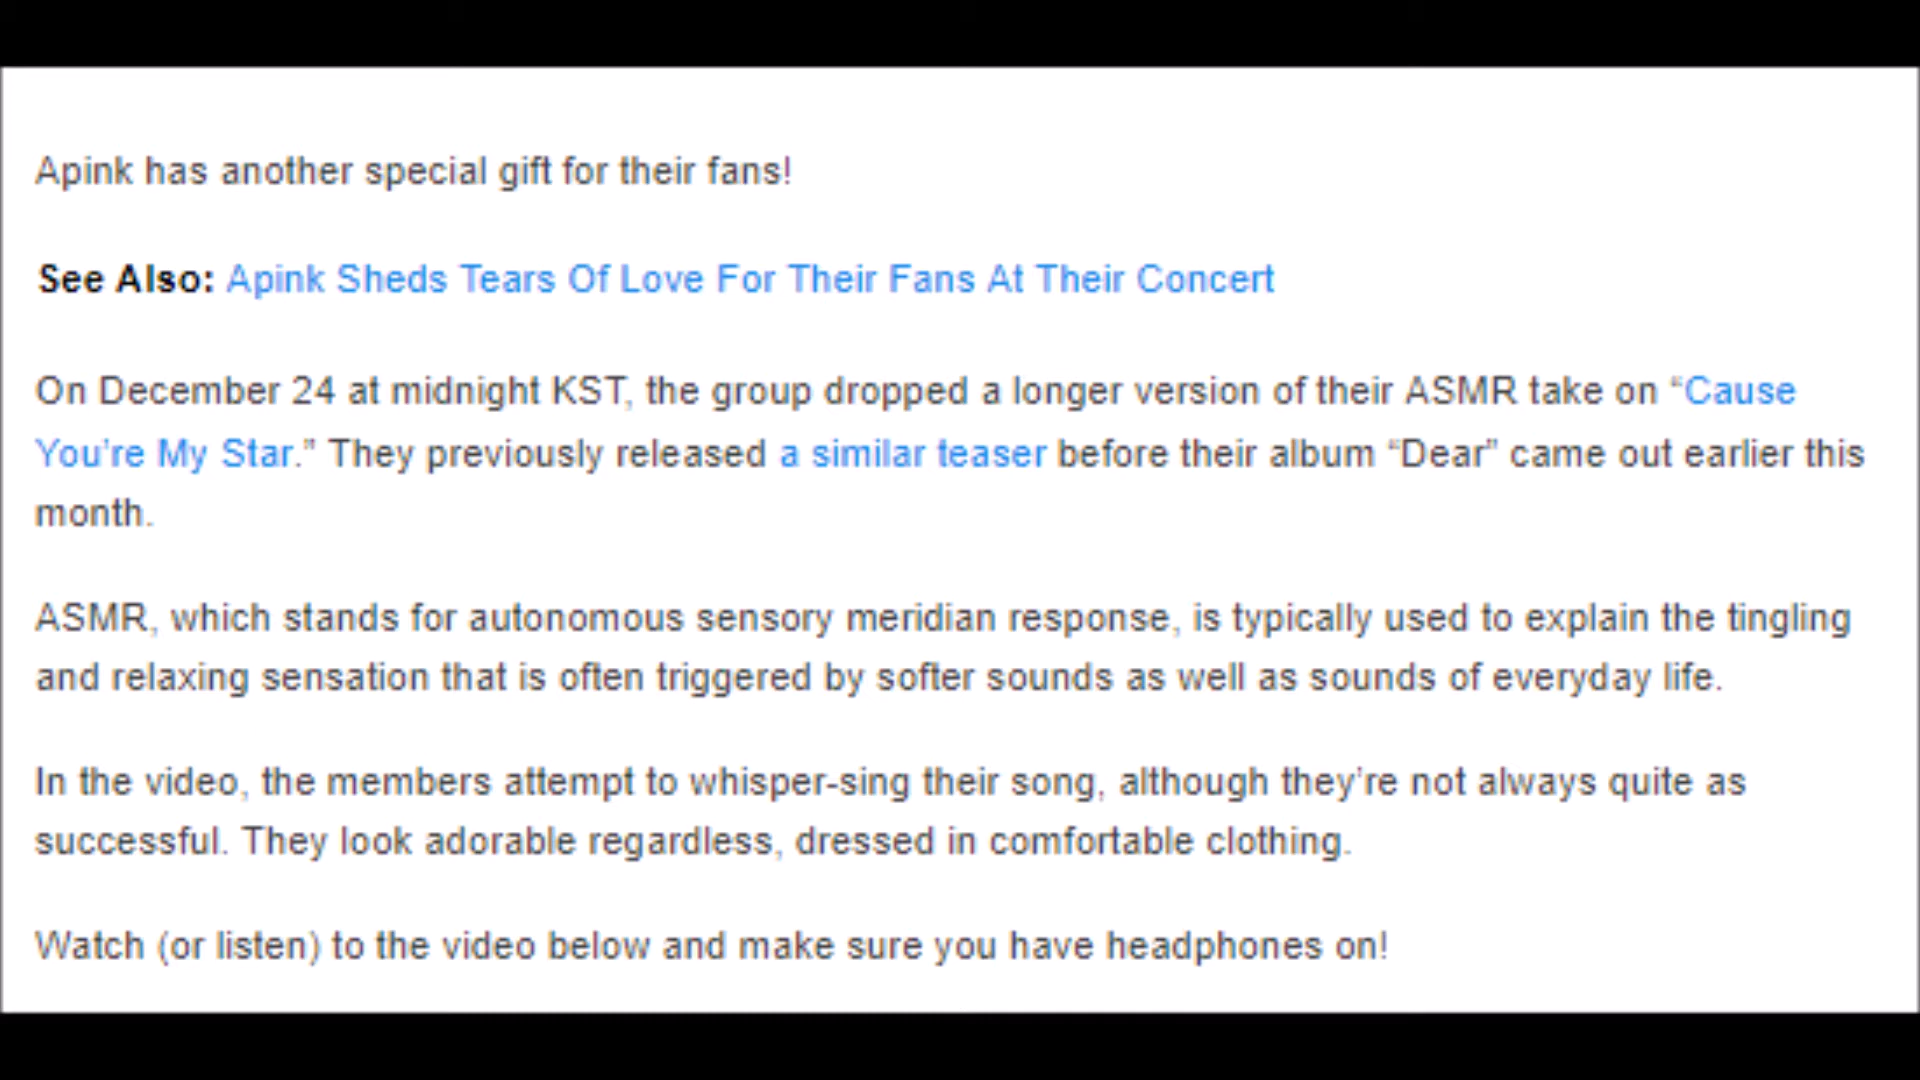 Apink has another special gift for their fans!
See Also: Apink Sheds Tears Of Love For Their Fans At Their Concert
On December 24 at midnight KST, the group dropped a longer version of their ASMR take on “Cause
You’re My Star.” They previously released a similar teaser before their album “Dear” came out earlier this
month.
ASMR, which stands for autonomous sensory meridian response, is typically used to explain the tingling
and relaxing sensation that is often triggered by softer sounds as well as sounds of everyday life.
In the video, the members attempt to whisper-sing their song, although they’re not always quite as
successful. They look adorable regardless, dressed in comfortable clothing.
Watch (or listen) to the video below and make sure you have headphones on!